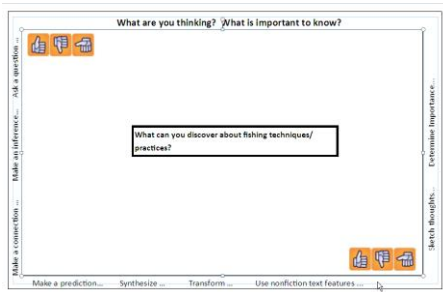 What are you thinking?  What is important to know?
Ask a question ...
Make an inference...
Make a connection ...
What can you discover about fishing techniques/
practices?
Determine Importance...
Sketch thoughts...
Make a prediction...
Synthesize ...
Transform ...
Use nonfiction text features ...